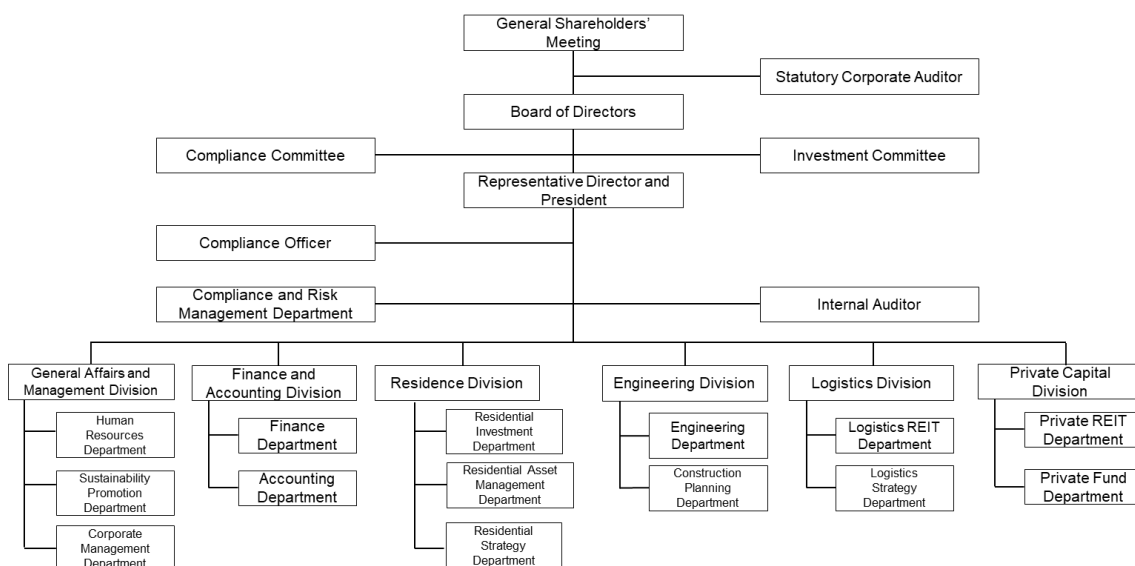 General Shareholders'
Meeting
Statutory Corporate Auditor
Board of Directors
Compliance Committee
Investment Committee
Representative Director and
President
Compliance Officer
Compliance and Risk
Management Department
Internal Auditor
General Affairs and
Management Division
Finance and
Accounting Division
Residence Division
Engineering Division
Logistics Division
Private Capital
Division
Human
Resources
Department
Sustainability
Promotion
Department
Corporate
Management
Department
Finance
Department
Accounting
Department
Residential
Investment
Department
Residential Asset
Management
Department
Residential
Strategy
Department
Engineering
Department
Construction
Planning
Department
Logistics REIT
Department
Logistics
Strategy
Department
Private REIT
Department
Private Fund
Department